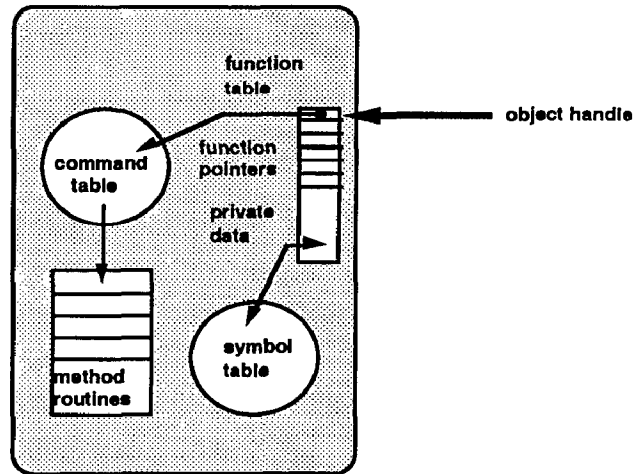 function
table
object handle
command
table
function
pointers
private
data
symbol
table
method
routines